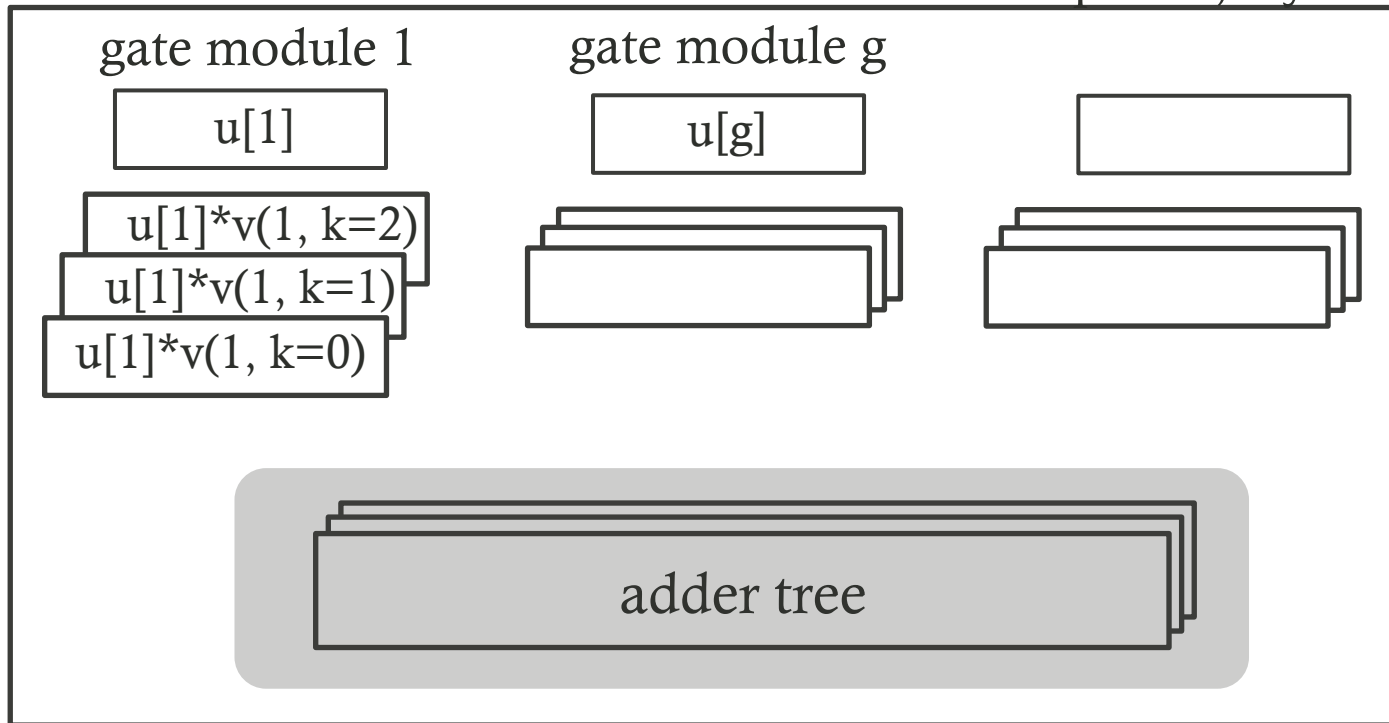 gate module 1
gate module g
u[1]
u[g]
u[1]*v(1, k=2)
u[1]*v(1, k=1)
u[1]*v(1, k=0)
adder tree